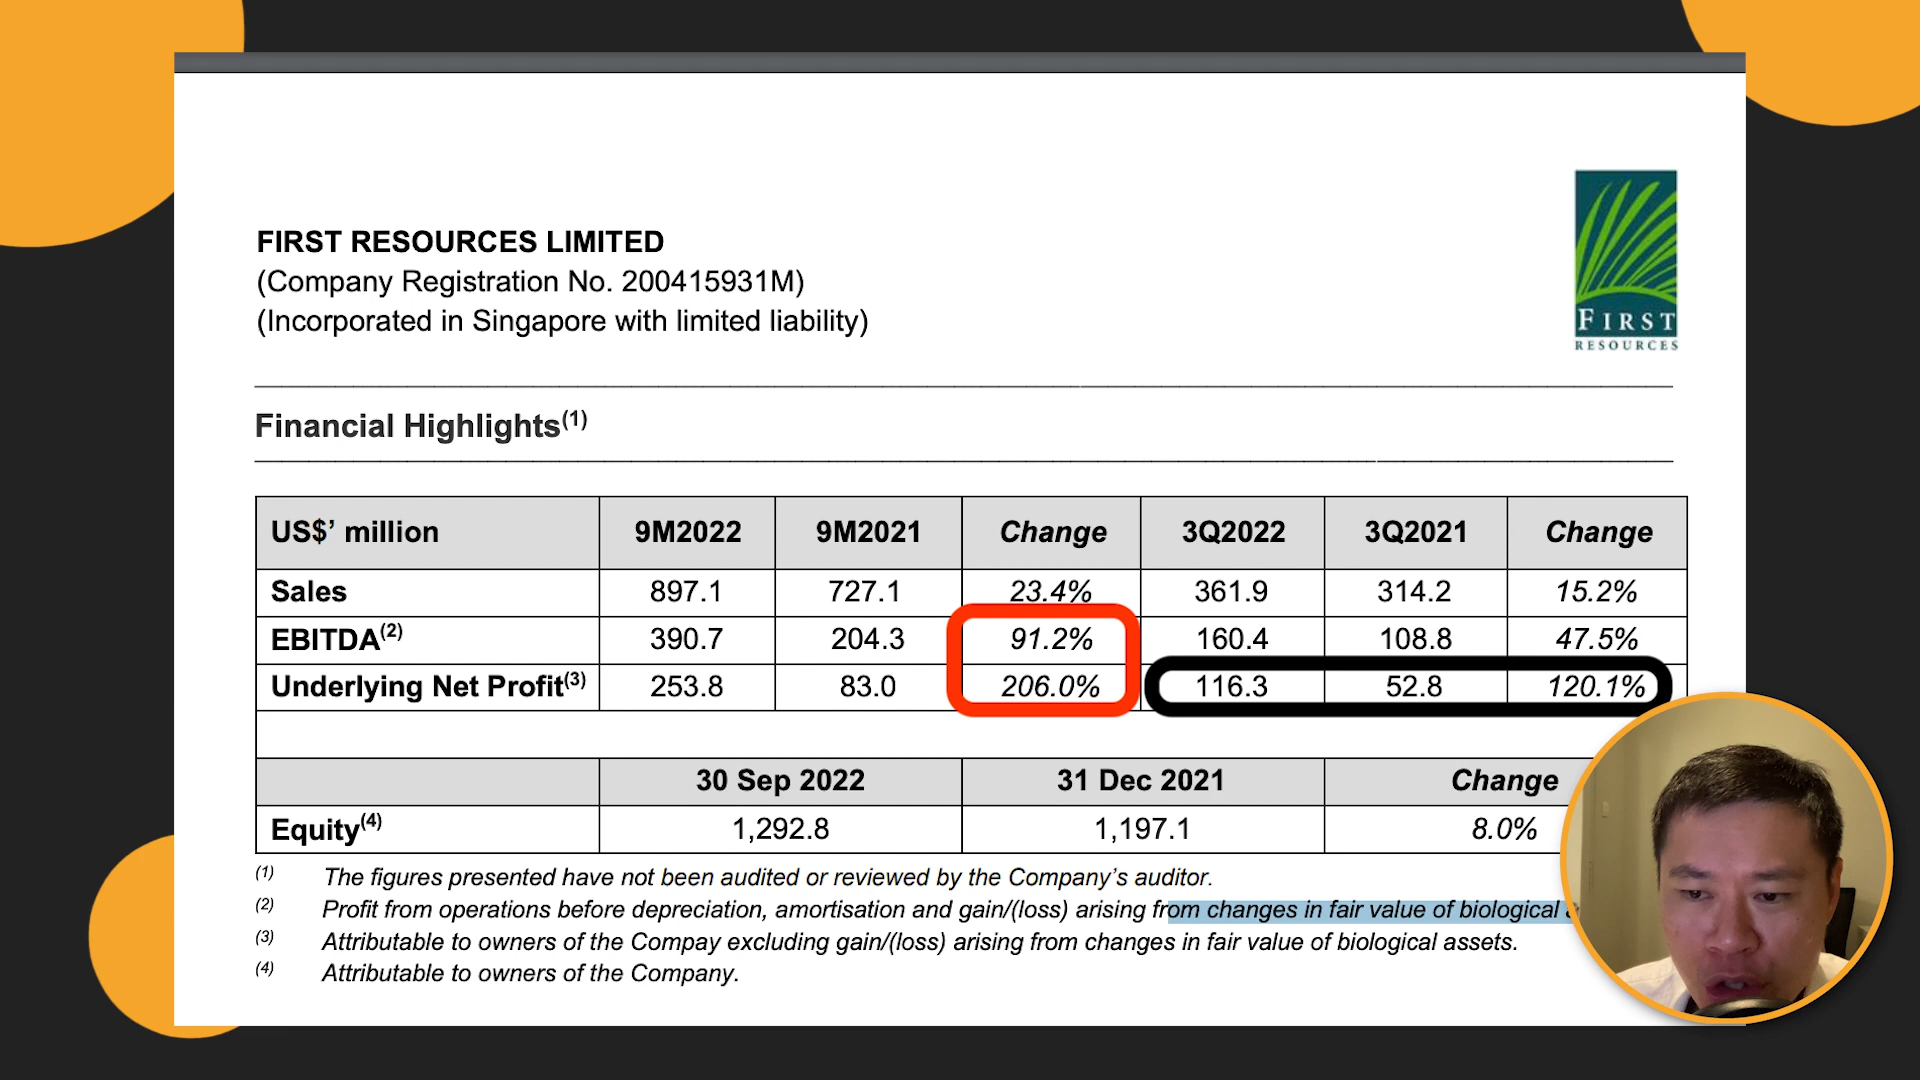 FIRST RESOURCES LIMITED
(Company Registration No. 200415931M)
(Incorporated in Singapore with limited liability)
FIRST
RESOURCES
Financial Highlights(1)
US$’ million 9M2022 9M2021 Change 3Q2022 3Q2021 Change
Sales 897.1 727.1 23.4% 361.9 314.2 15.2%
EBITDA(2) 390.7 204.3 91.2% 160.4 108.8 47.5%
Underlying Net Profit(3) 253.8 83.0 206.0% 116.3 52.8 120.1%
30 Sep 2022 31 Dec 2021 Change
Equity(4) 1,292.8 1,197.1 8.0%
(1) The figures presented have not been audited or reviewed by the Company’s auditor.
(2) Profit from operations before depreciation, amortisation and gain/(loss) arising from changes in fair value of biological
(3) Attributable to owners of the Compay excluding gain/(loss) arising from changes in fair value of biological assets.
(4) Attributable to owners of the Company.